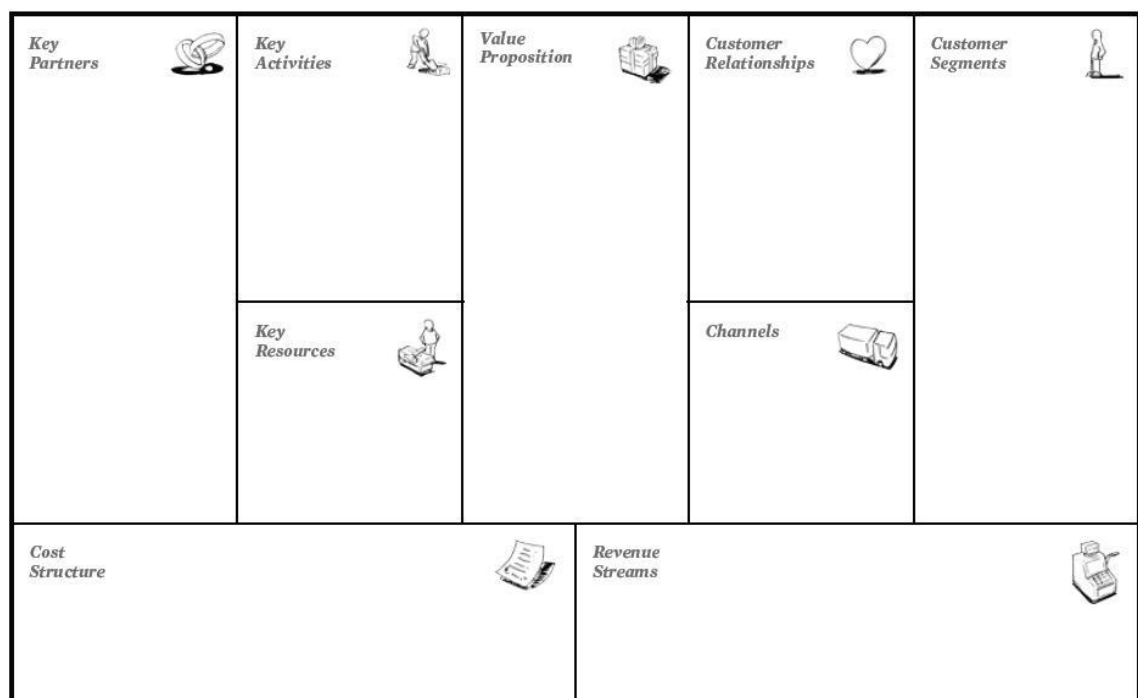 Key
Partners
Key
Activities
Value
Proposition
Customer
Relationships
Customer
Segments
Key
Resources
Channels
Cost
Structure
Revenue
Streams